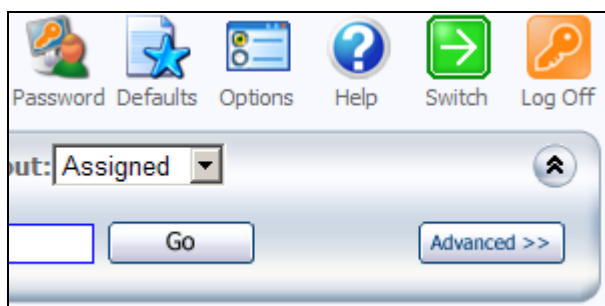 Password Defaults Options Help Switch Log Off
out: Assigned
Go Advanced >>